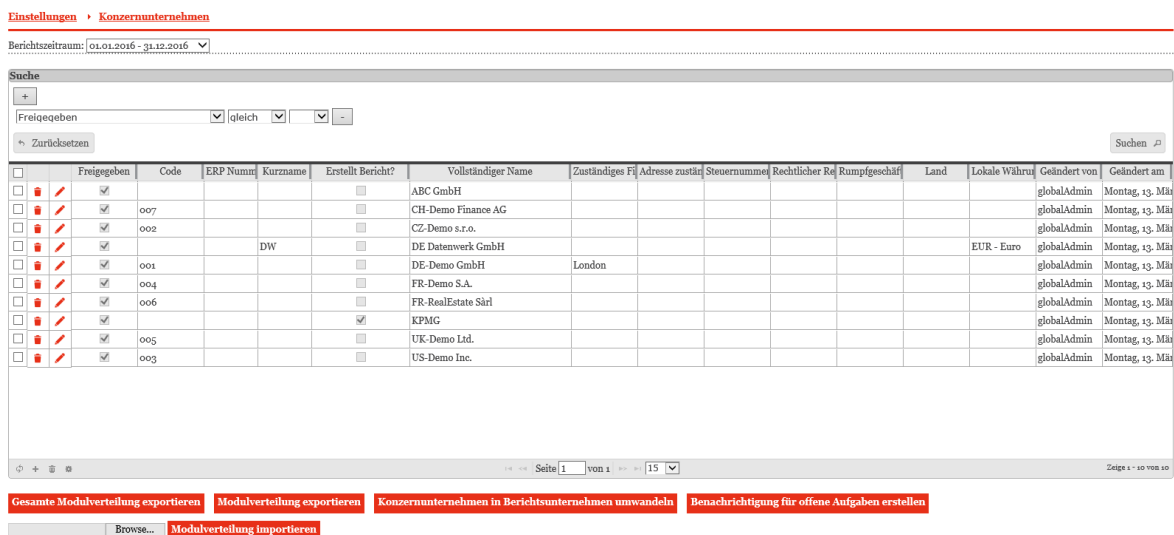 Einstellungen Konzernunternehmen
Berichtszeitraum: 01.01.2016 - 31.12.2016
Suche
+
Freigegeben gleich -
Zurücksetzen Suchen
Freigegeben Code ERP Numm Kurzname Erstellt Bericht? Vollständiger Name Zuständiges Fi Adresse zustän Steuernummer Rechtlicher Re Rumpfgeschäf Land Lokale Währu Geändert von Geändert am
ABC GmbH globalAdmin Montag, 13. Mär
007 CH-Demo Finance AG globalAdmin Montag, 13. Mär
002 CZ-Demo s.r.o. globalAdmin Montag, 13. Mär
DW DE Datenwerk GmbH EUR - Euro globalAdmin Montag, 13. Mär
001 DE-Demo GmbH London globalAdmin Montag, 13. Mär
004 FR-Demo S.A. globalAdmin Montag, 13. Mär
006 FR-RealEstate Sàrl globalAdmin Montag, 13. Mär
KPMG globalAdmin Montag, 13. Mär
005 UK-Demo Ltd. globalAdmin Montag, 13. Mär
003 US-Demo Inc. globalAdmin Montag, 13. Mär
Seite 1 von 1 15 Zeige 1 - 10 von 10
Gesamte Modulverteilung exportieren Modulverteilung exportieren Konzernunternehmen in Berichtsunternehmen umwandeln Benachrichtigung für offene Aufgaben erstellen
Browse... Modulverteilung importieren